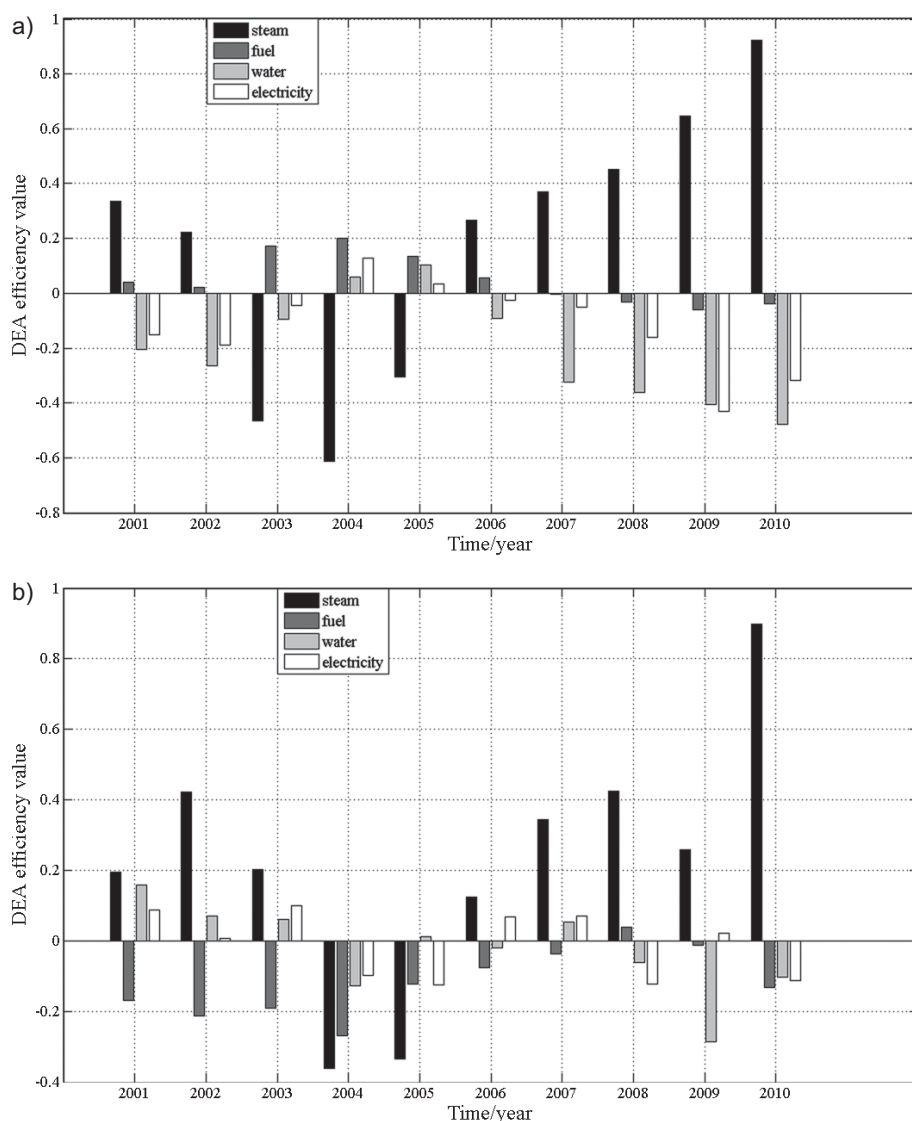 a)
1
0.8
0.6
0.4
0.2
0
-0.2
-0.4
-0.6
-0.8
DEA efficiency value
steam
fuel
water
electricity
2001 2002 2003 2004 2005 2006 2007 2008 2009 2010
Time/year
b)
1
0.8
0.6
0.4
0.2
0
-0.2
-0.4
DEA efficiency value
steam
fuel
water
electricity
2001 2002 2003 2004 2005 2006 2007 2008 2009 2010
Time/year